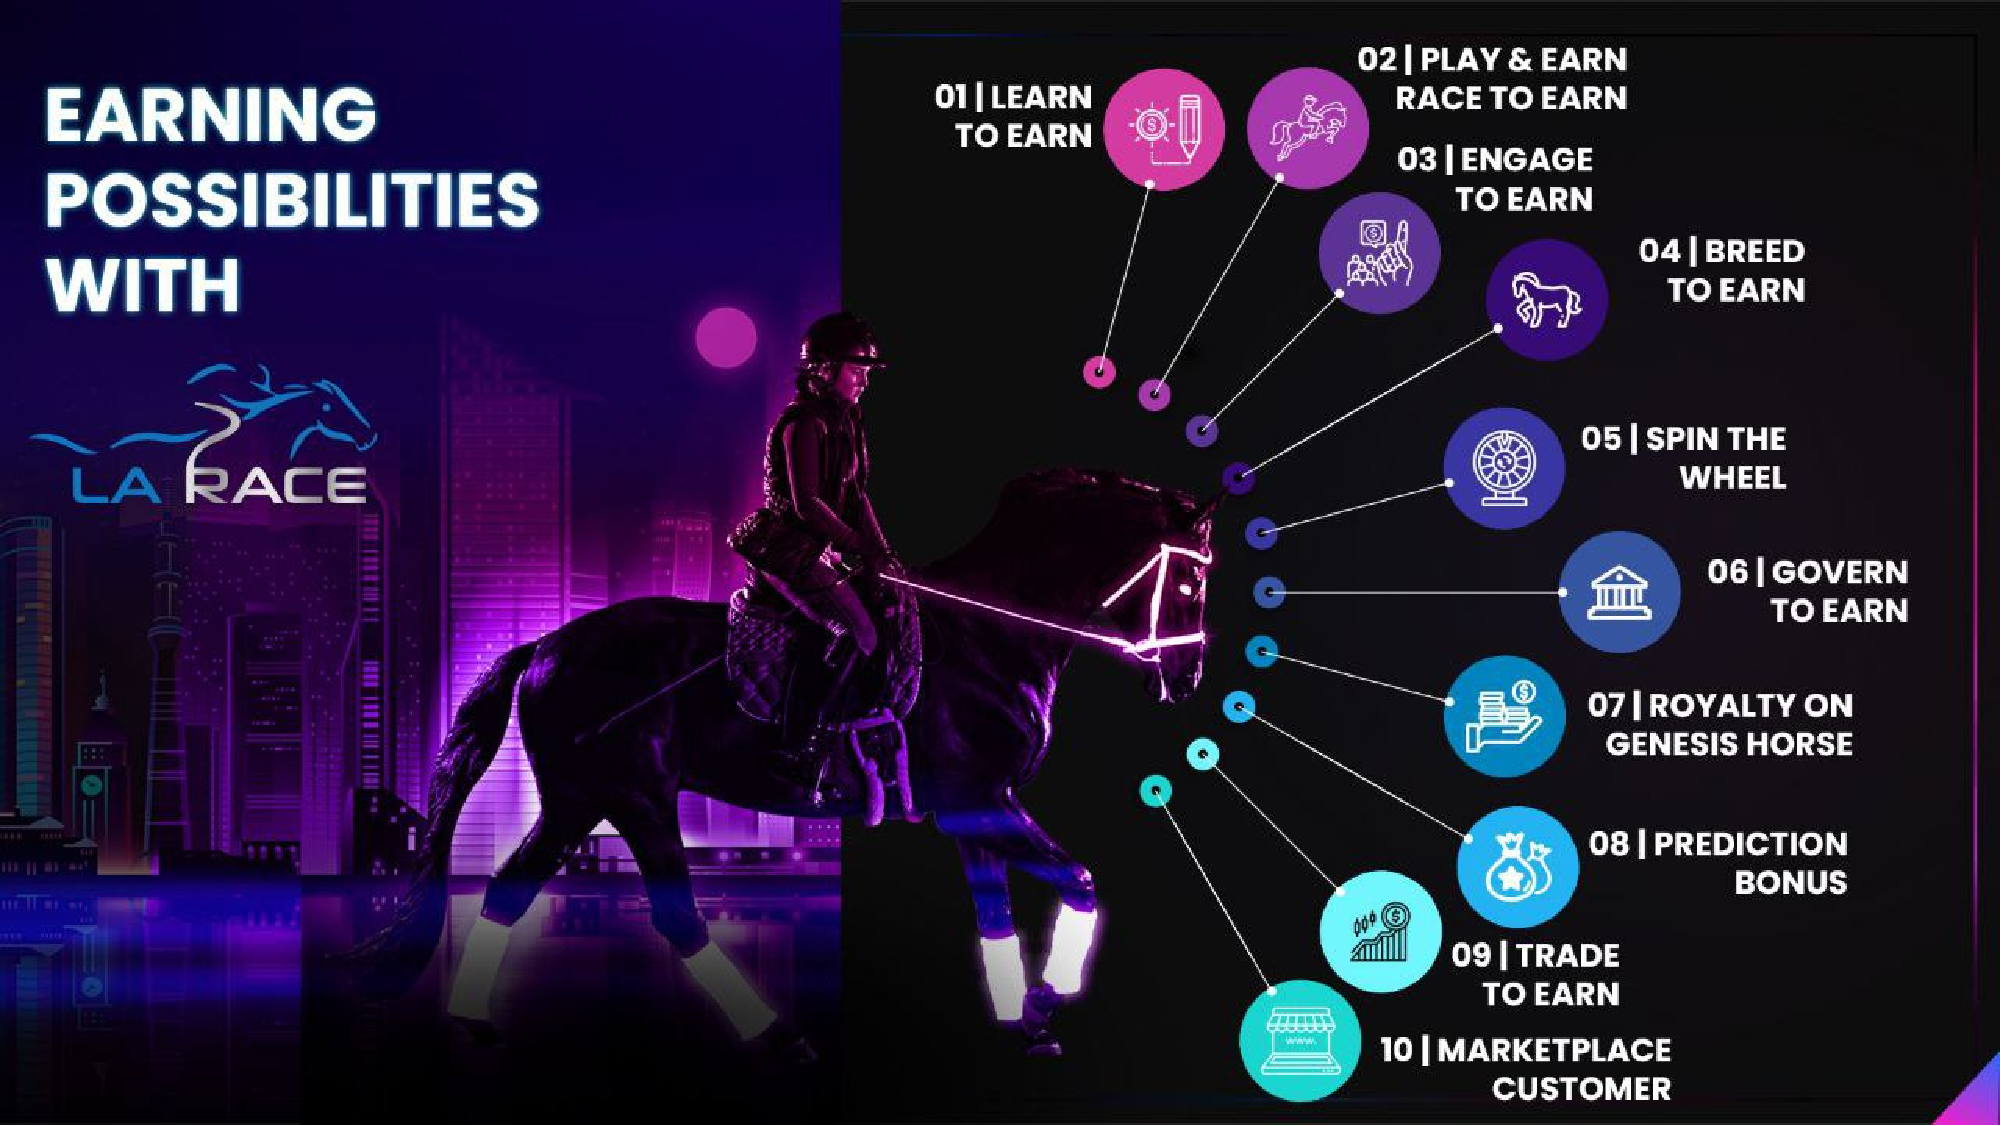 EARNING
POSSIBILITIES
WITH
LA RACE
01 | LEARN
TO EARN
02 | PLAY & EARN
RACE TO EARN
03 | ENGAGE
TO EARN
04 | BREED
TO EARN
05 | SPIN THE
WHEEL
06 | GOVERN
TO EARN
07 | ROYALTY ON
GENESIS HORSE
08 | PREDICTION
BONUS
09 | TRADE
TO EARN
www.
10 | MARKETPLACE
CUSTOMER